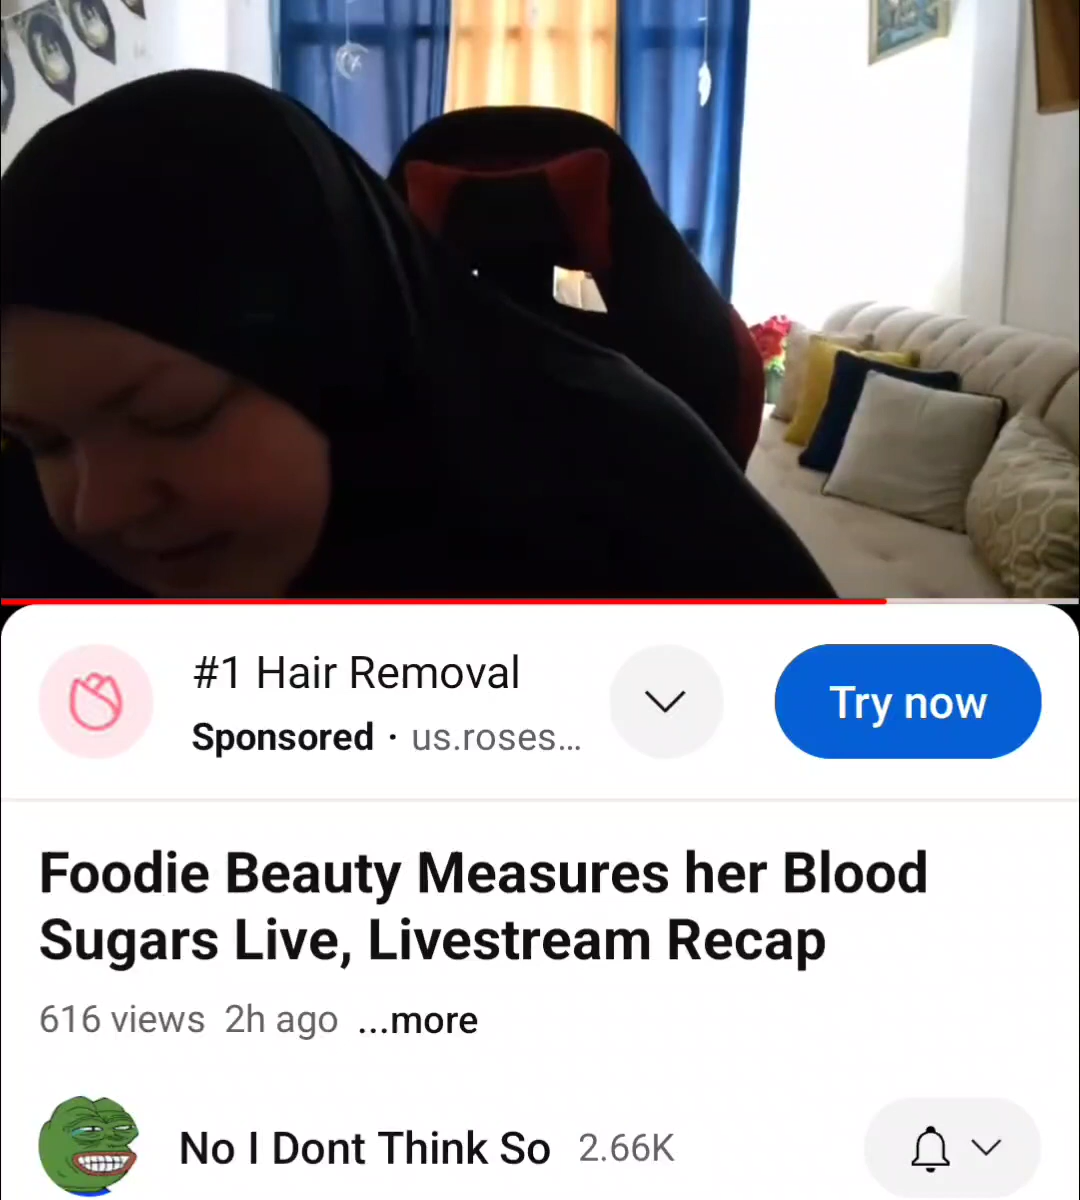 #1 Hair Removal
Sponsored · us.roses...
Try now
Foodie Beauty Measures her Blood
Sugars Live, Livestream Recap
616 views 2h ago ...more
No I Dont Think So 2.66K